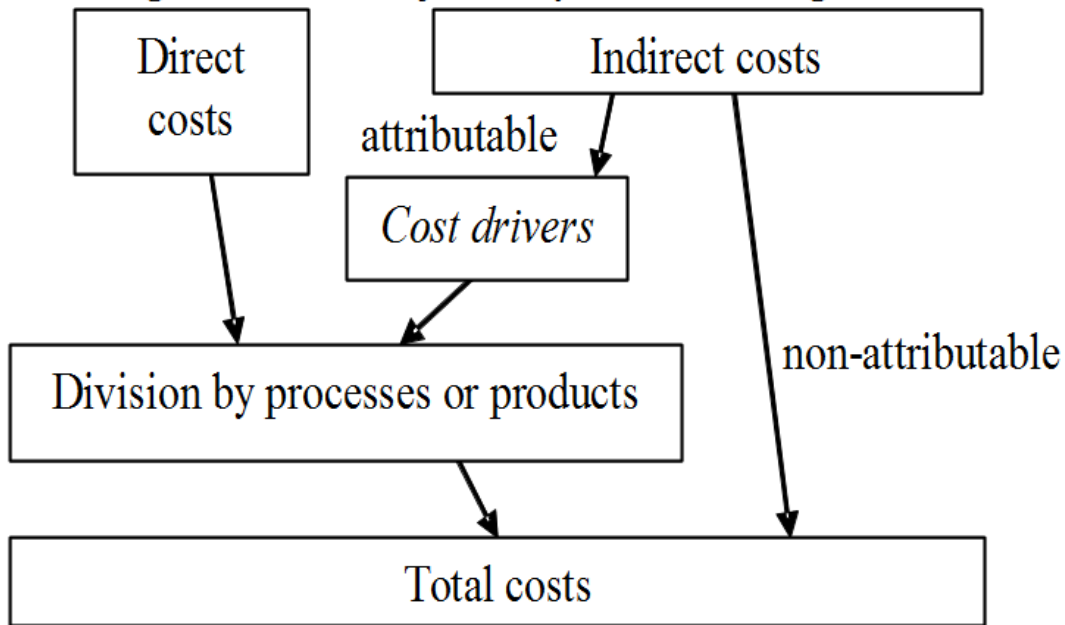 Direct
costs
Indirect costs
attributable
Cost drivers
non-attributable
Division by processes or products
Total costs